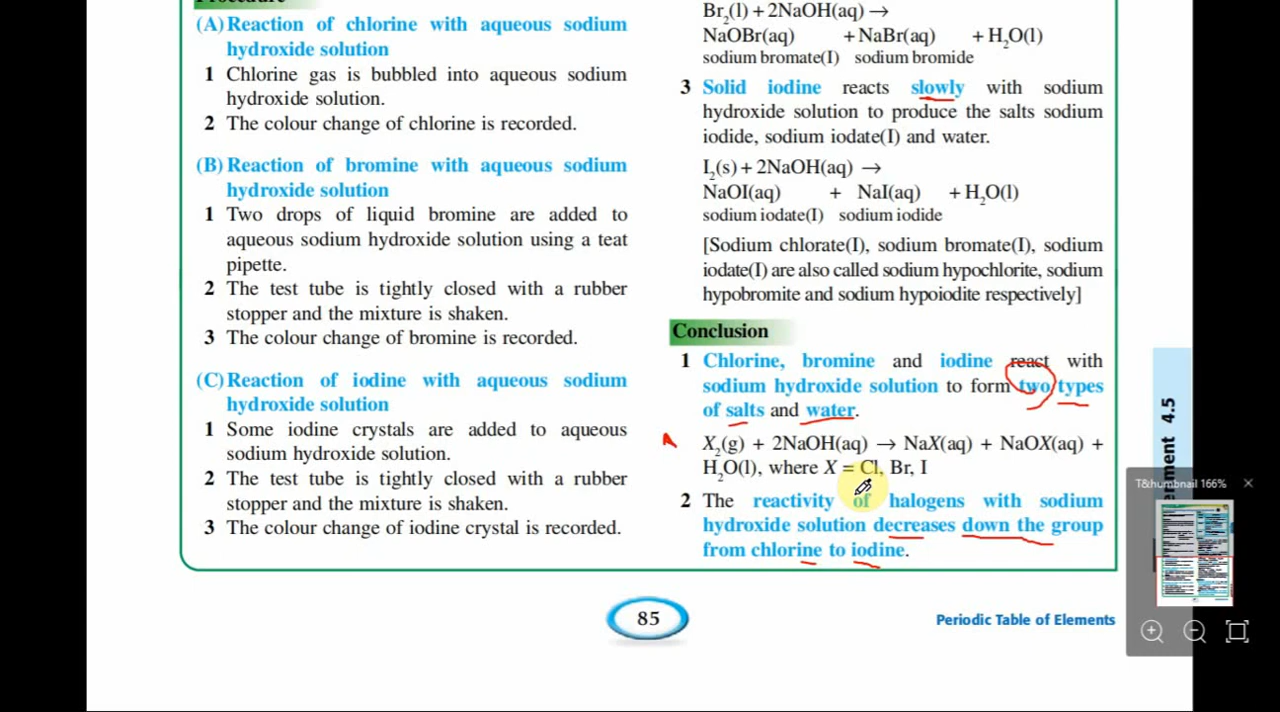 Procedure
(A) Reaction of chlorine with aqueous sodium
hydroxide solution
1 Chlorine gas is bubbled into aqueous sodium
hydroxide solution.
2 The colour change of chlorine is recorded.
(B) Reaction of bromine with aqueous sodium
hydroxide solution
1 Two drops of liquid bromine are added to
aqueous sodium hydroxide solution using a teat
pipette.
2 The test tube is tightly closed with a rubber
stopper and the mixture is shaken.
3 The colour change of bromine is recorded.
(C) Reaction of iodine with aqueous sodium
hydroxide solution
1 Some iodine crystals are added to aqueous
sodium hydroxide solution.
2 The test tube is tightly closed with a rubber
stopper and the mixture is shaken.
3 The colour change of iodine crystal is recorded.
Br₂(l) + 2NaOH(aq) →
NaOBr(aq) + NaBr(aq) + H₂O(l)
sodium bromate(I) sodium bromide
3 Solid iodine reacts slowly with sodium
hydroxide solution to produce the salts sodium
iodide, sodium iodate(I) and water.
I₂(s) + 2NaOH(aq) →
NaOI(aq) + NaI(aq) + H₂O(l)
sodium iodate(I) sodium iodide
[Sodium chlorate(I), sodium bromate(I), sodium
iodate(I) are also called sodium hypochlorite, sodium
hypobromite and sodium hypoiodite respectively]
Conclusion
1 Chlorine, bromine and iodine react with
sodium hydroxide solution to form two types
of salts and water.
X₂(g) + 2NaOH(aq) → NaX(aq) + NaOX(aq) +
H₂O(l), where X = Cl, Br, I
2 The reactivity of halogens with sodium
hydroxide solution decreases down the group
from chlorine to iodine.
4.5
T&humbnail 166%
85
Periodic Table of Elements